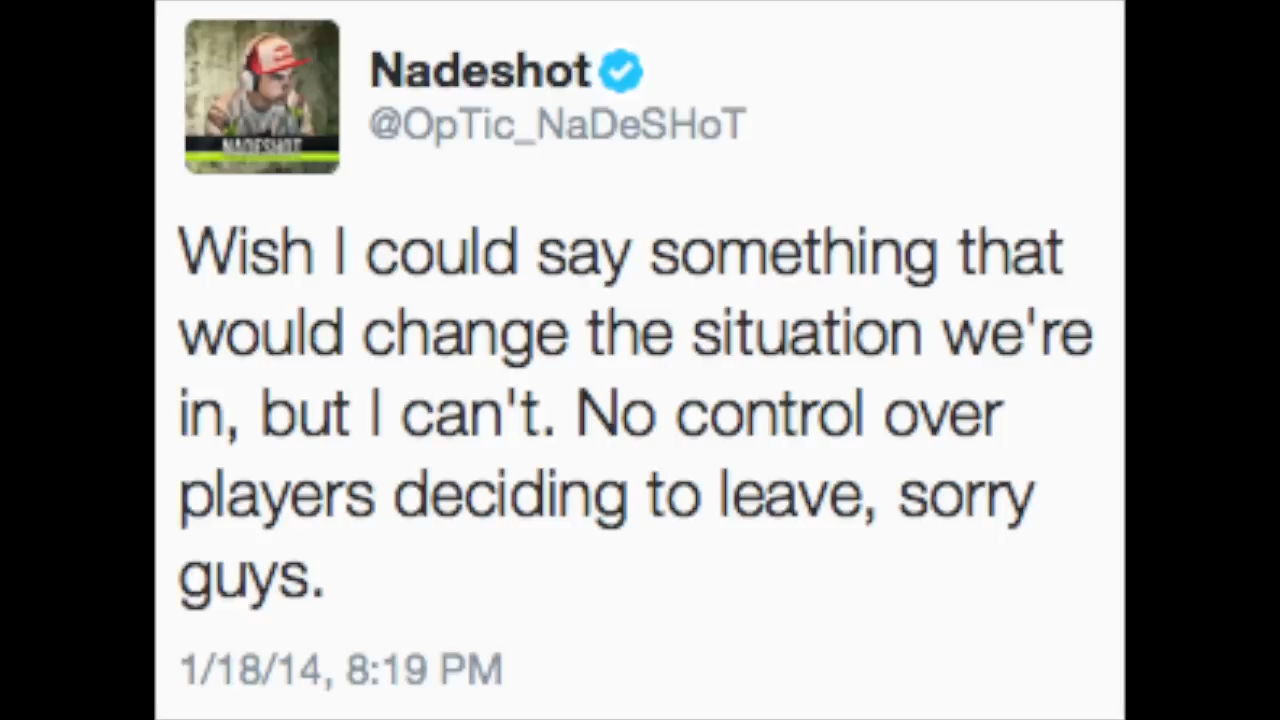 Nadeshot
@OpTic_NaDeSHoT
NADESHOT
Wish I could say something that
would change the situation we're
in, but I can't. No control over
players deciding to leave, sorry
guys.
1/18/14, 8:19 PM